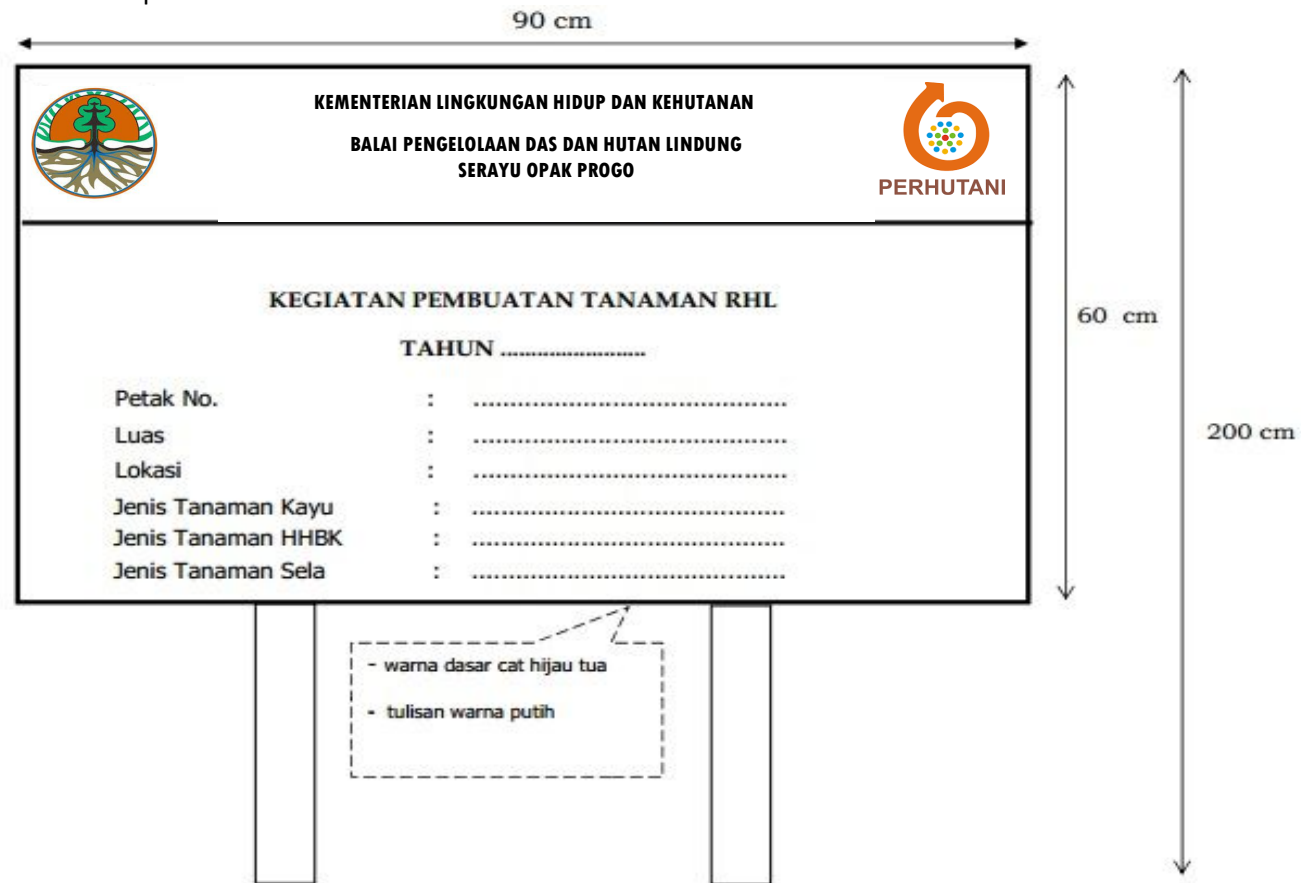 90 cm
KEMENTERIAN LINGKUNGAN HIDUP DAN KEHUTANAN
BALAI PENGELOLAAN DAS DAN HUTAN LINDUNG
SERAYU OPAK PROGO
PERHUTANI
KEGIATAN PEMBUATAN TANAMAN RHL
TAHUN ........................
60 cm
Petak No. : ...........................................
Luas : ...........................................
200 cm
Lokasi : ...........................................
Jenis Tanaman Kayu : ...........................................
Jenis Tanaman HHBK : ...........................................
Jenis Tanaman Sela : ...........................................
- warna dasar cat hijau tua
- tulisan warna putih